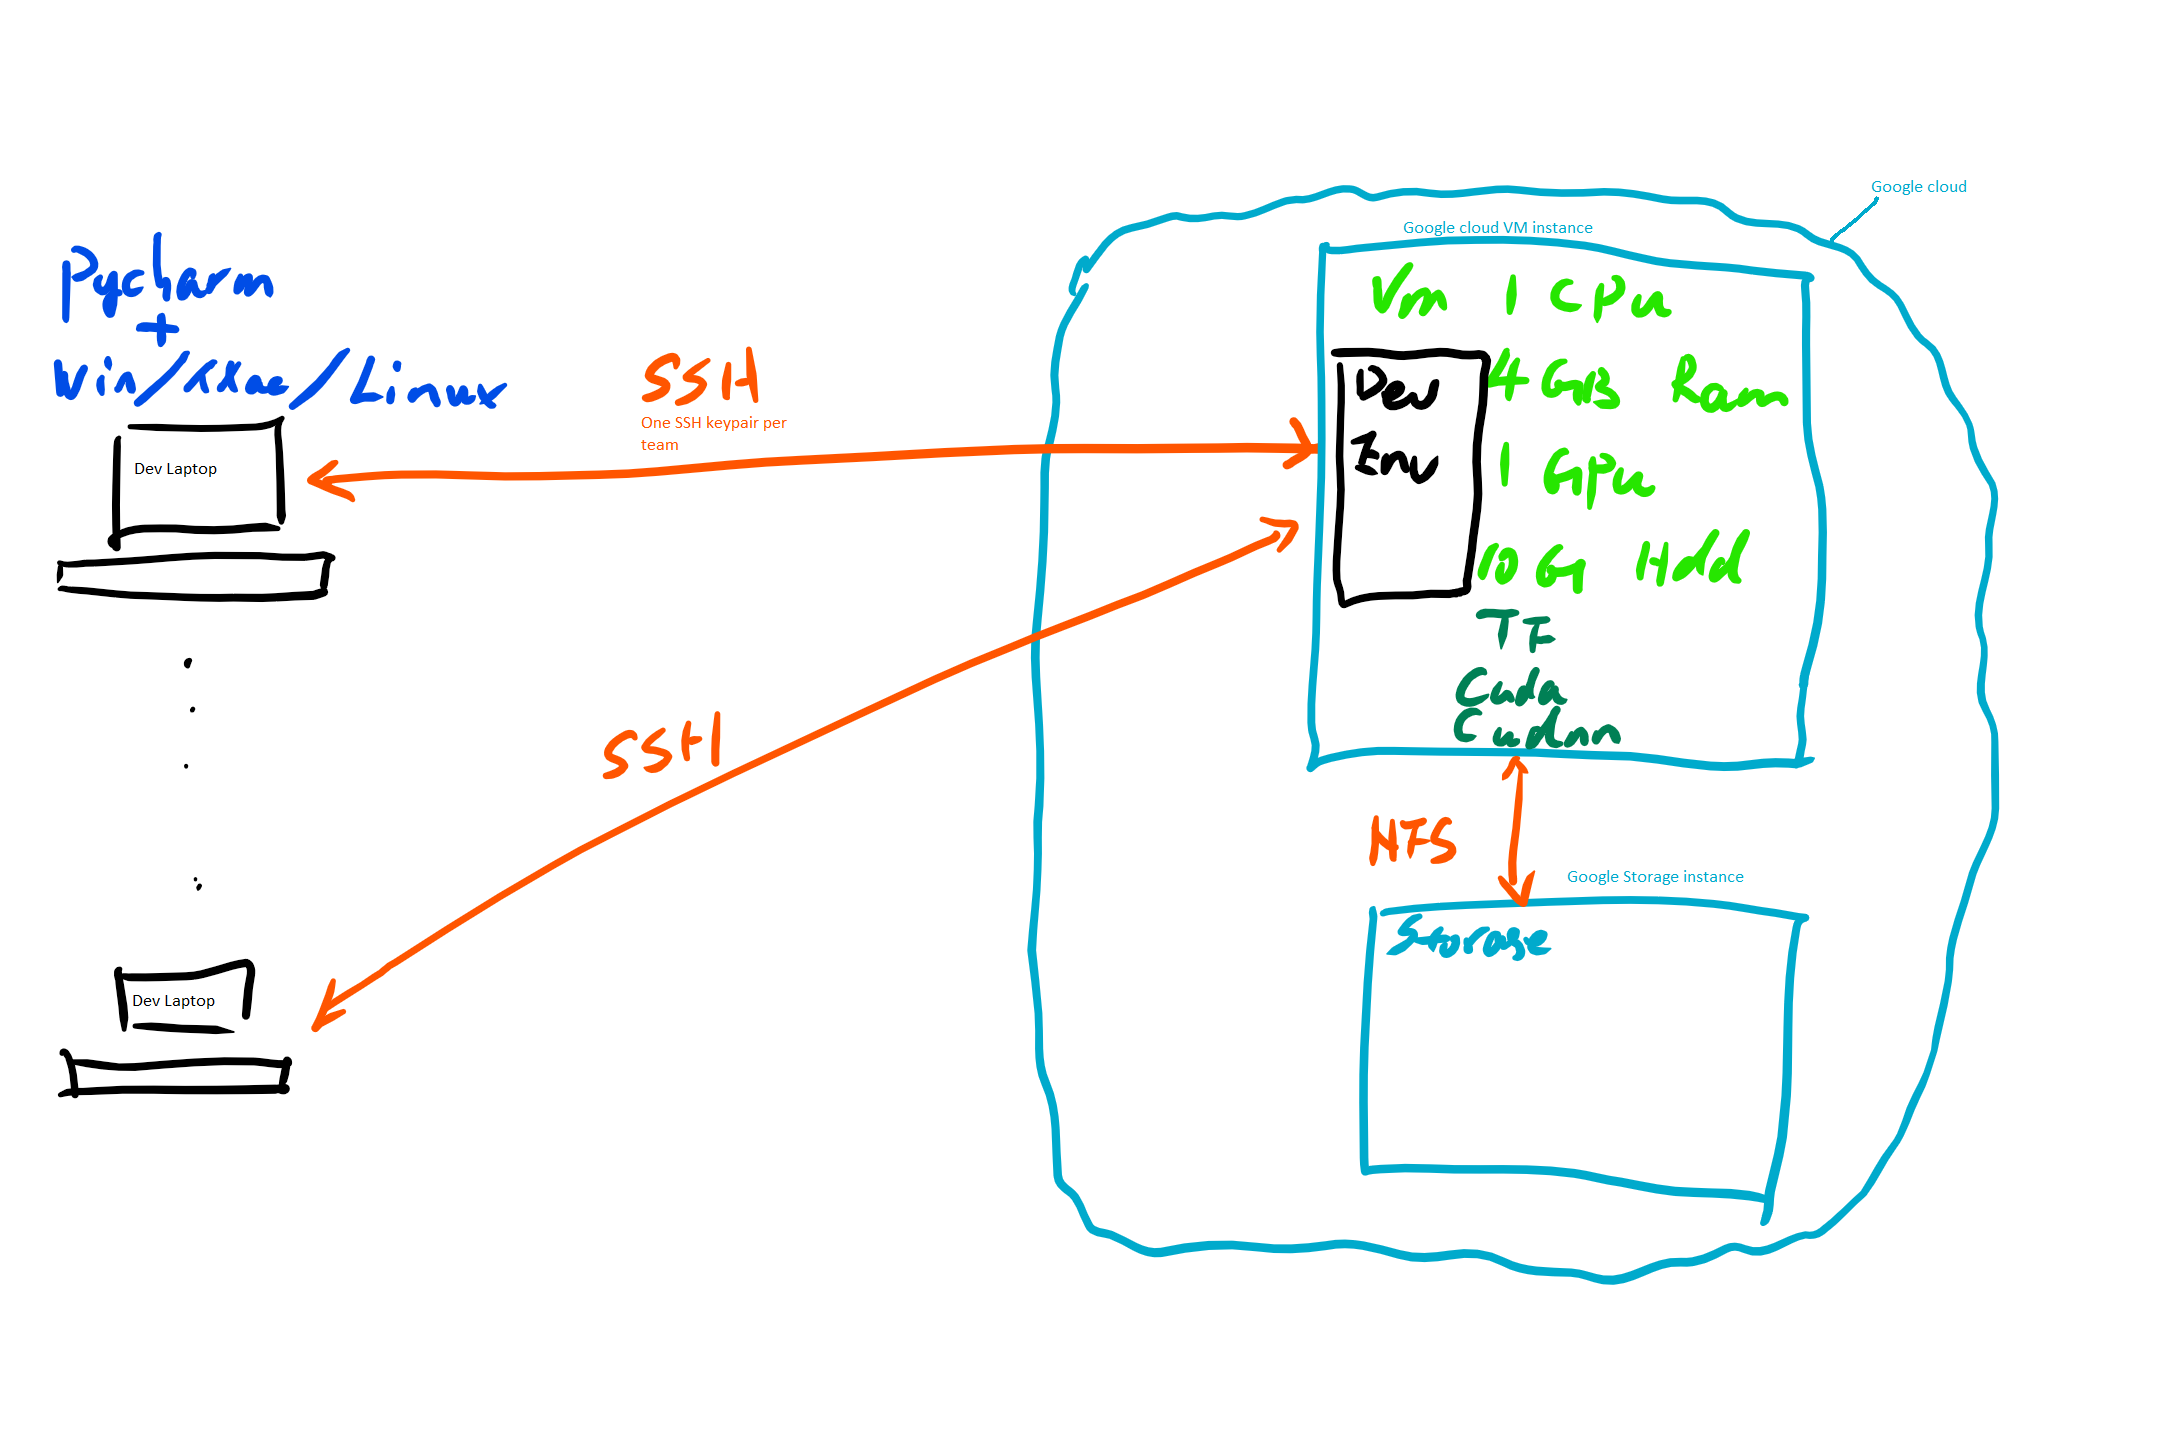 Google cloud
Google cloud VM instance
Pycharm
+
Win/ /Linux
Dev Laptop
SSH
One SSH keypair per
team
Vm 1 CPu
Dev
Env
4 GB Ram
1 GPu
10 G Hdd
TF
Cuda
Cudnn
SSH
NFS
Google Storage instance
Storage
Dev Laptop